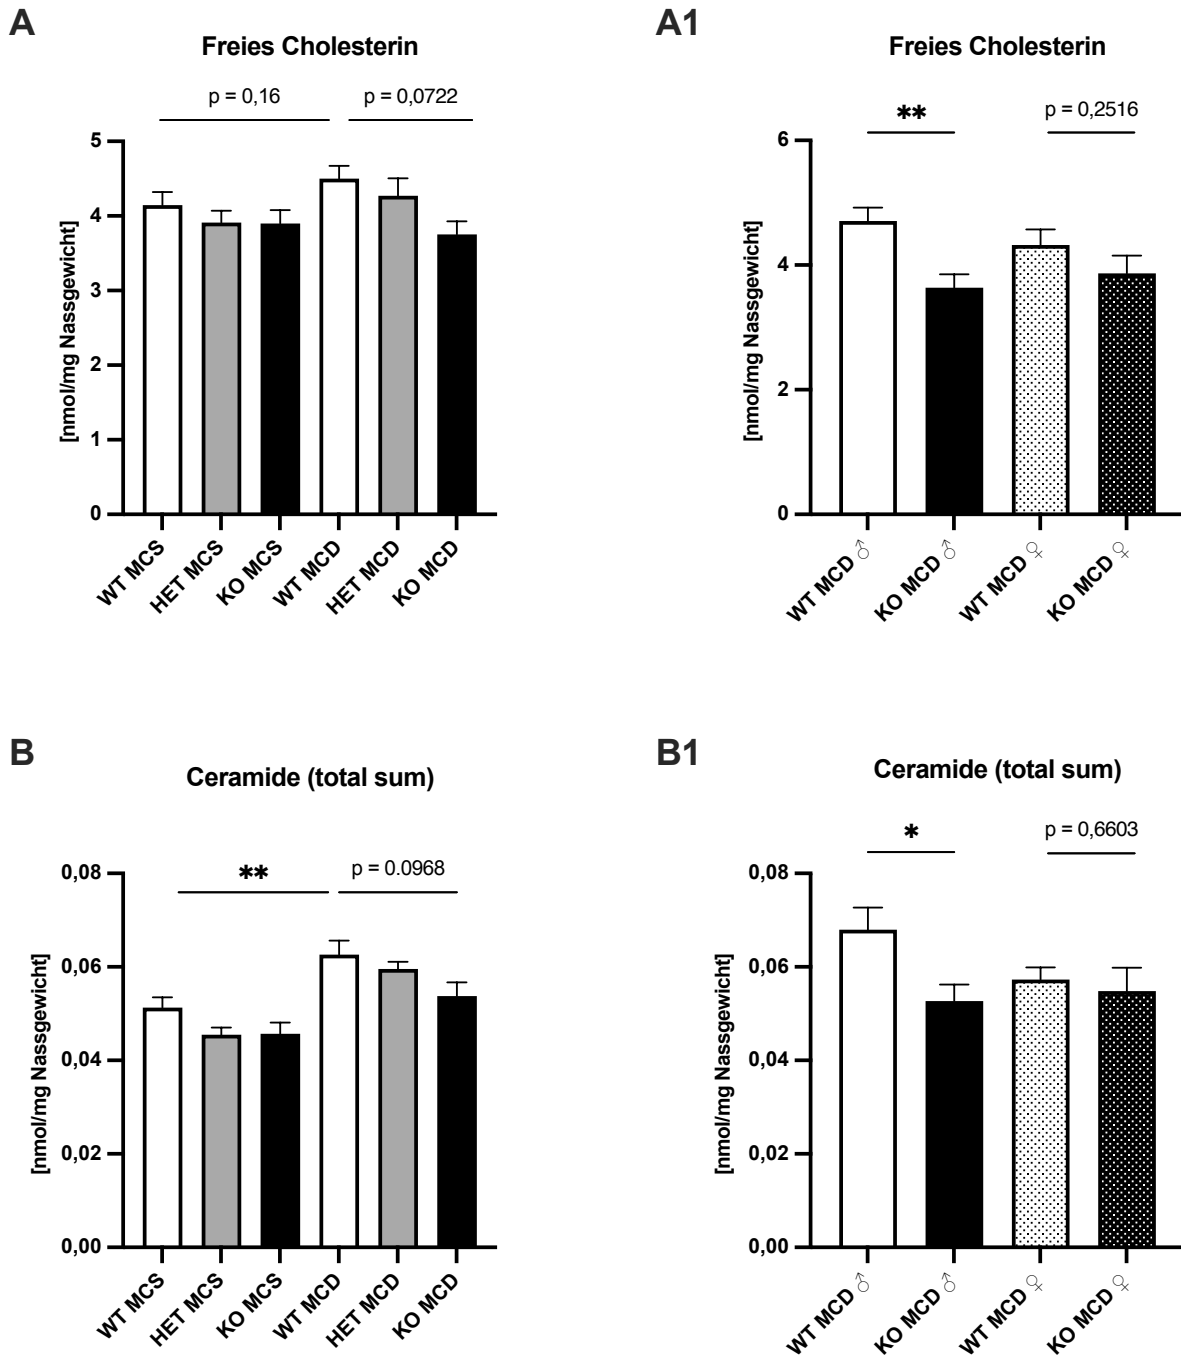 A
Freies Cholesterin
p = 0,16
p = 0,0722
[nmol/mg Nassgewicht]
5
4
3
2
1
0
WT MCS
HET MCS
KO MCS
WT MCD
HET MCD
KO MCD
A1
Freies Cholesterin
**
p = 0,2516
[nmol/mg Nassgewicht]
6
4
2
0
WT MCD ♂
KO MCD ♂
WT MCD ♀
KO MCD ♀
B
Ceramide (total sum)
**
p = 0.0968
[nmol/mg Nassgewicht]
0,08
0,06
0,04
0,02
0,00
WT MCS
HET MCS
KO MCS
WT MCD
HET MCD
KO MCD
B1
Ceramide (total sum)
*
p = 0,6603
[nmol/mg Nassgewicht]
0,08
0,06
0,04
0,02
0,00
WT MCD ♂
KO MCD ♂
WT MCD ♀
KO MCD ♀